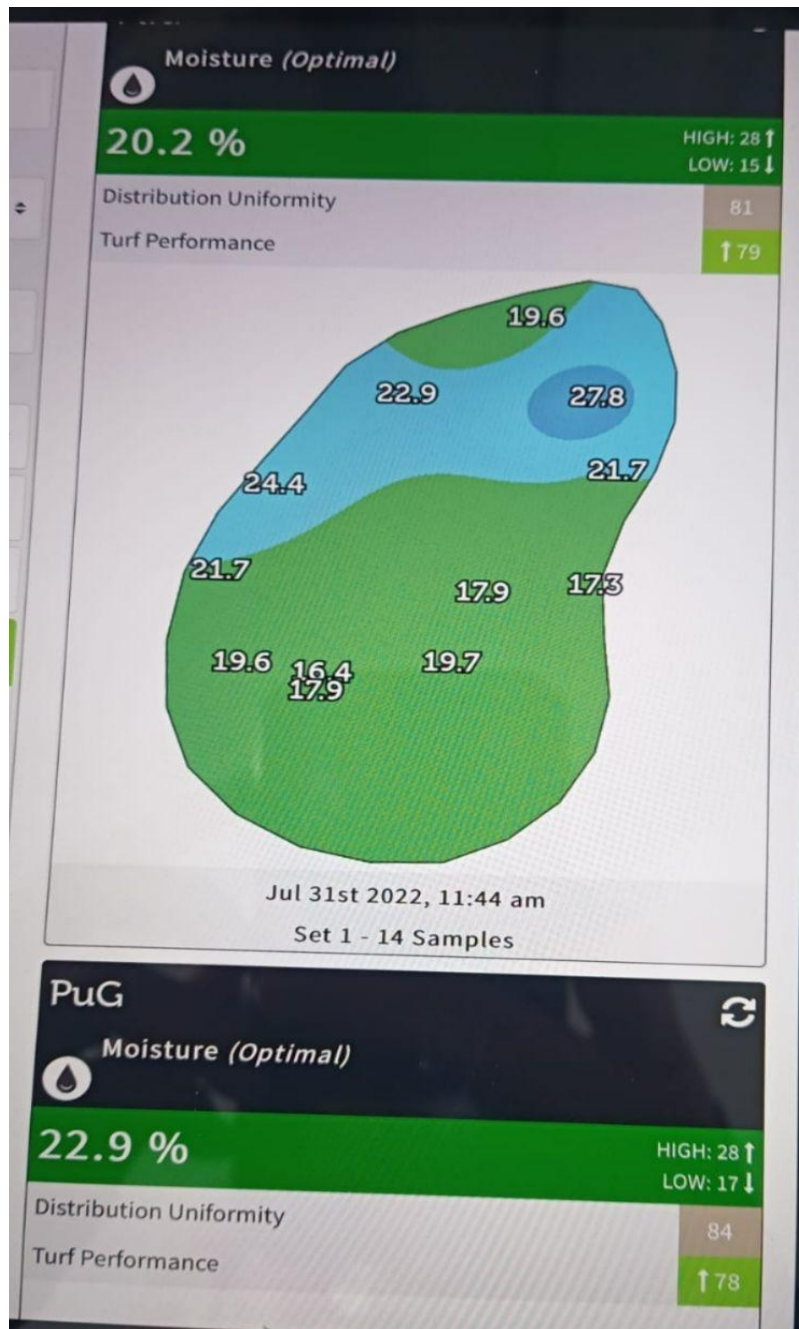 Moisture (Optimal)
20.2 %
HIGH: 28↑
LOW: 15↓
Distribution Uniformity
81
Turf Performance
↑79
19.6
22.9
27.8
24.4
21.7
21.7
17.9
17.3
19.6
16.4
19.7
17.9
Jul 31st 2022, 11:44 am
Set 1 - 14 Samples
PuG
Moisture (Optimal)
22.9 %
HIGH: 28↑
LOW: 17↓
Distribution Uniformity
84
Turf Performance
↑78